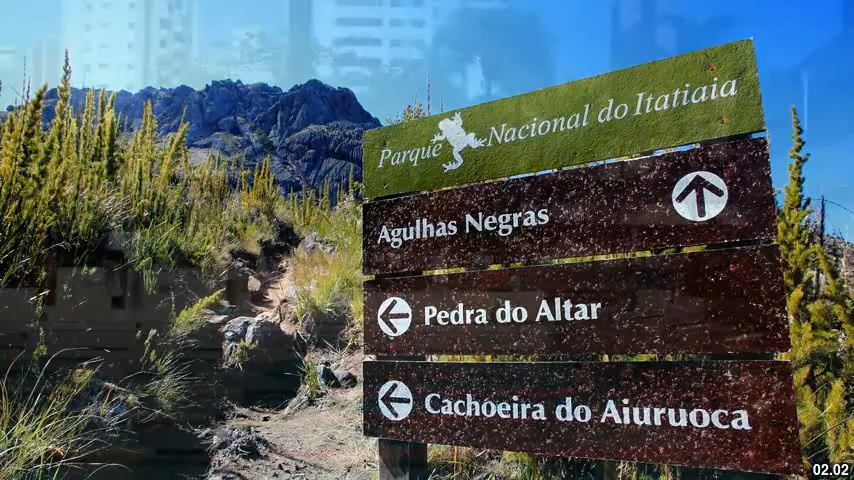 Parque Nacional do Itatiaia
Agulhas Negras
Pedra do Altar
Cachoeira do Aiuruoca
02.02